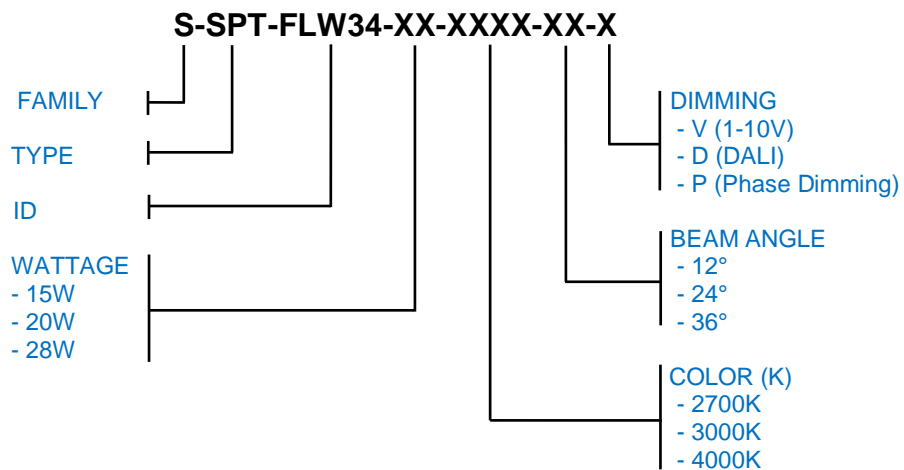 S-SPT-FLW34-XX-XXXX-XX-X
FAMILY
TYPE
ID
WATTAGE
- 15W
- 20W
- 28W
DIMMING
- V (1-10V)
- D (DALI)
- P (Phase Dimming)
BEAM ANGLE
- 12°
- 24°
- 36°
COLOR (K)
- 2700K
- 3000K
- 4000K